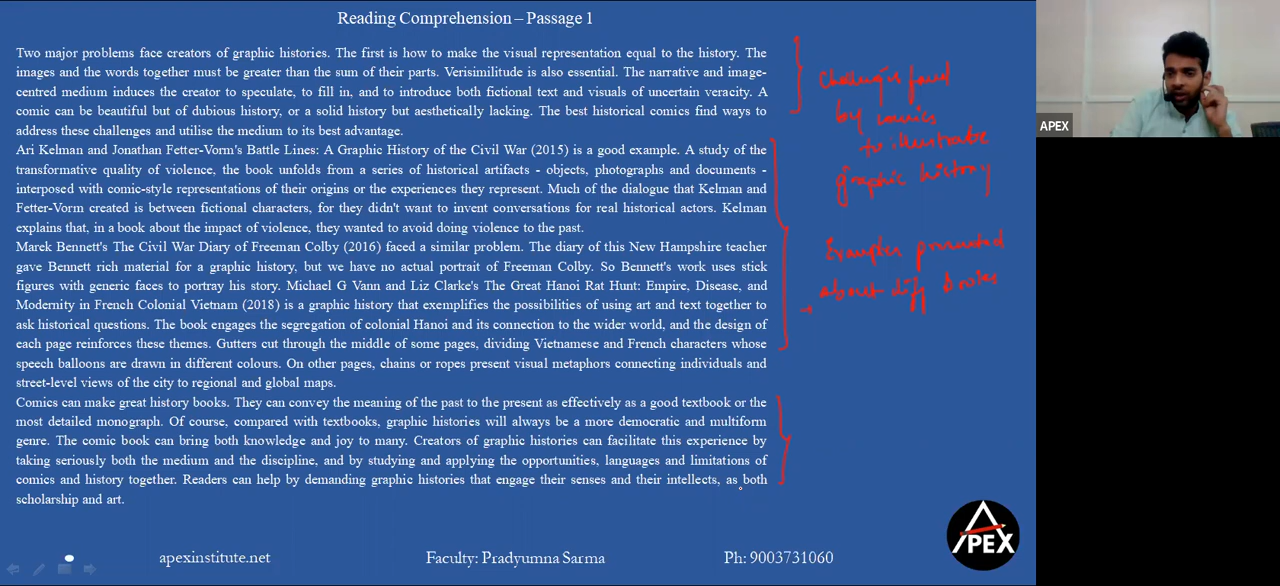 Reading Comprehension – Passage 1
Two major problems face creators of graphic histories. The first is how to make the visual representation equal to the history. The
images and the words together must be greater than the sum of their parts. Verisimilitude is also essential. The narrative and image-
centred medium induces the creator to speculate, to fill in, and to introduce both fictional text and visuals of uncertain veracity. A
comic can be beautiful but of dubious history, or a solid history but aesthetically lacking. The best historical comics find ways to
address these challenges and utilise the medium to its best advantage.
Ari Kelman and Jonathan Fetter-Vorm's Battle Lines: A Graphic History of the Civil War (2015) is a good example. A study of the
transformative quality of violence, the book unfolds from a series of historical artifacts - objects, photographs and documents -
interposed with comic-style representations of their origins or the experiences they represent. Much of the dialogue that Kelman and
Fetter-Vorm created is between fictional characters, for they didn't want to invent conversations for real historical actors. Kelman
explains that, in a book about the impact of violence, they wanted to avoid doing violence to the past.
Marek Bennett's The Civil War Diary of Freeman Colby (2016) faced a similar problem. The diary of this New Hampshire teacher
gave Bennett rich material for a graphic history, but we have no actual portrait of Freeman Colby. So Bennett's work uses stick
figures with generic faces to portray his story. Michael G Vann and Liz Clarke's The Great Hanoi Rat Hunt: Empire, Disease, and
Modernity in French Colonial Vietnam (2018) is a graphic history that exemplifies the possibilities of using art and text together to
ask historical questions. The book engages the segregation of colonial Hanoi and its connection to the wider world, and the design of
each page reinforces these themes. Gutters cut through the middle of some pages, dividing Vietnamese and French characters whose
speech balloons are drawn in different colours. On other pages, chains or ropes present visual metaphors connecting individuals and
street-level views of the city to regional and global maps.
Comics can make great history books. They can convey the meaning of the past to the present as effectively as a good textbook or the
most detailed monograph. Of course, compared with textbooks, graphic histories will always be a more democratic and multiform
genre. The comic book can bring both knowledge and joy to many. Creators of graphic histories can facilitate this experience by
taking seriously both the medium and the discipline, and by studying and applying the opportunities, languages and limitations of
comics and history together. Readers can help by demanding graphic histories that engage their senses and their intellects, as both
scholarship and art.
Challenges faced
by comics
to illustrate
graphic history
Examples presented
about diff books
APEX
APEX
apexinstitute.net
Faculty: Pradyumna Sarma
Ph: 9003731060